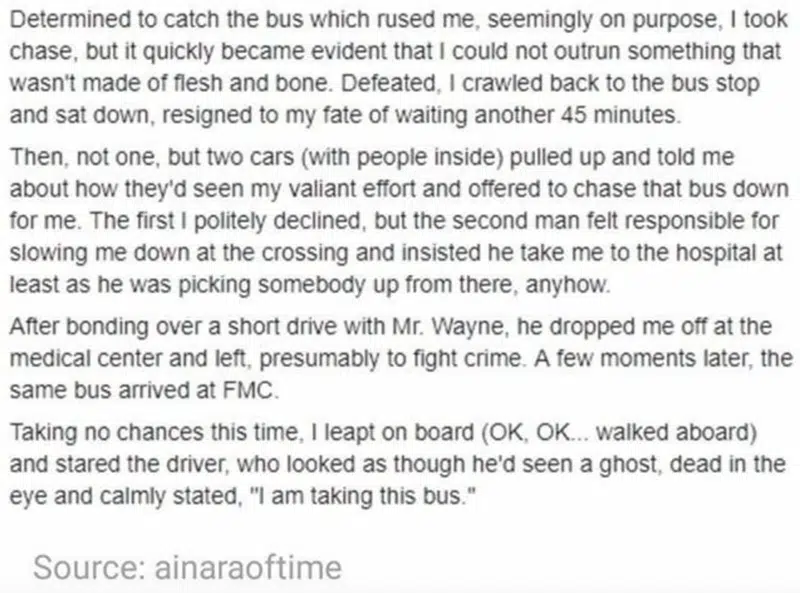 Determined to catch the bus which rused me, seemingly on purpose, I took
chase, but it quickly became evident that I could not outrun something that
wasn't made of flesh and bone. Defeated, I crawled back to the bus stop
and sat down, resigned to my fate of waiting another 45 minutes.
Then, not one, but two cars (with people inside) pulled up and told me
about how they'd seen my valiant effort and offered to chase that bus down
for me. The first I politely declined, but the second man felt responsible for
slowing me down at the crossing and insisted he take me to the hospital at
least as he was picking somebody up from there, anyhow.
After bonding over a short drive with Mr. Wayne, he dropped me off at the
medical center and left, presumably to fight crime. A few moments later, the
same bus arrived at FMC.
Taking no chances this time, I leapt on board (OK, OK... walked aboard)
and stared the driver, who looked as though he'd seen a ghost, dead in the
eye and calmly stated, "I am taking this bus."
Source: ainaraoftime